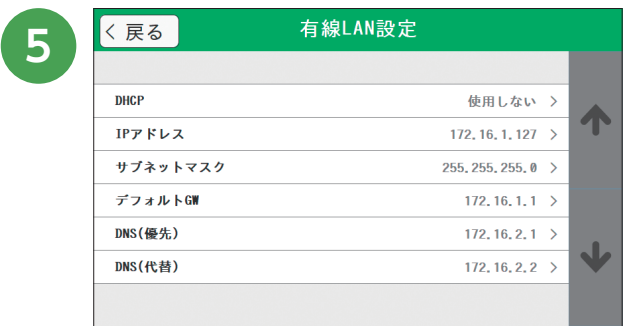 5
< 戻る
有線LAN設定
DHCP 使用しない >
IPアドレス 172.16.1.127 >
サブネットマスク 255.255.255.0 >
デフォルトGW 172.16.1.1 >
DNS(優先) 172.16.2.1 >
DNS(代替) 172.16.2.2 >